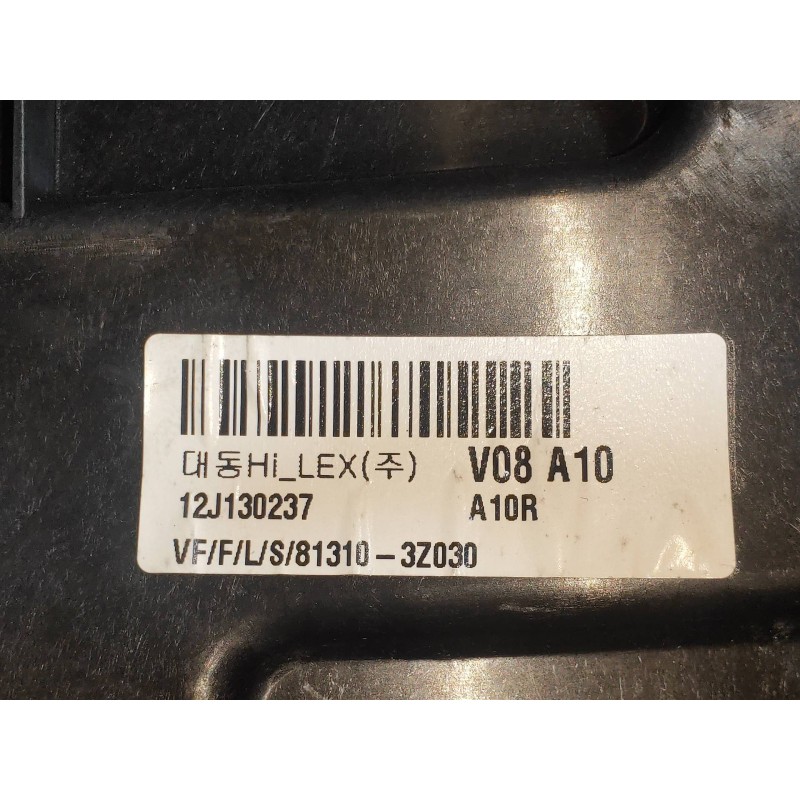 대동Hi_LEX(주) V08 A10
12J130237 A10R
VF/F/L/S/81310-3Z030